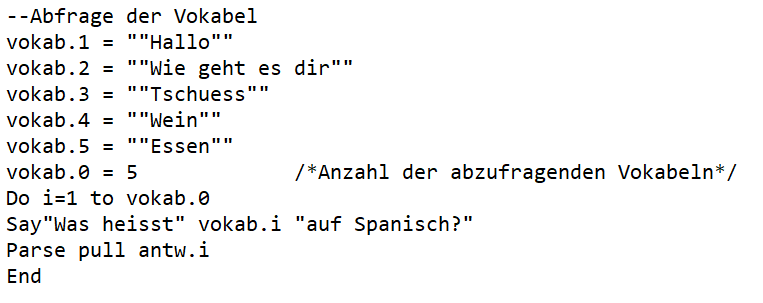 --Abfrage der Vokabel
vokab.1 = ""Hallo""
vokab.2 = ""Wie geht es dir""
vokab.3 = ""Tschuess""
vokab.4 = ""Wein""
vokab.5 = ""Essen""
vokab.0 = 5            /*Anzahl der abzufragenden Vokabeln*/
Do i=1 to vokab.0
Say"Was heisst" vokab.i "auf Spanisch?"
Parse pull antw.i
End